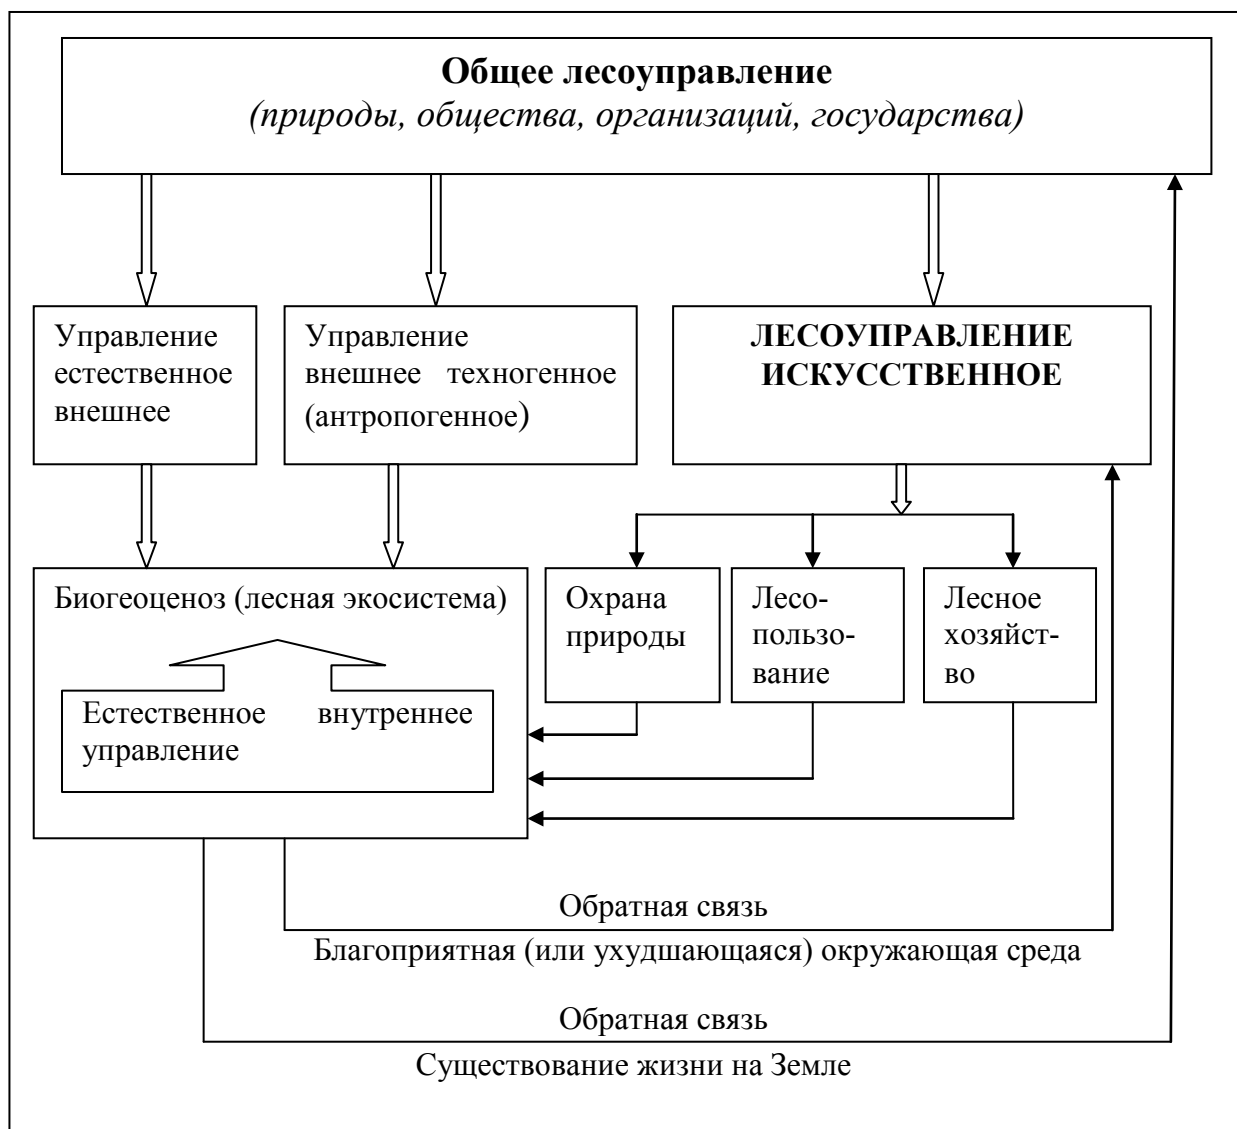 Общее лесоуправление
(природы, общества, организаций, государства)
Управление
естественное
внешнее
Управление
внешнее техногенное
(антропогенное)
ЛЕСОУПРАВЛЕНИЕ
ИСКУССТВЕННОЕ
Биогеоценоз (лесная экосистема)
Естественное внутреннее
управление
Охрана
природы
Лесо-
пользо-
вание
Лесное
хозяйст-
во
Обратная связь
Благоприятная (или ухудшающаяся) окружающая среда
Обратная связь
Существование жизни на Земле